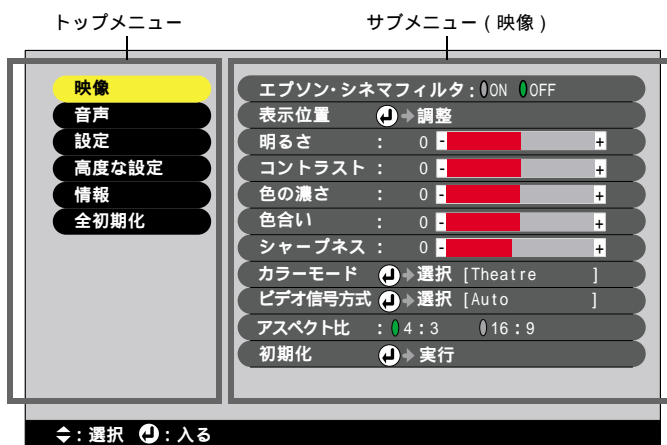 トップメニュー
サブメニュー ( 映像 )
映像
音声
設定
高度な設定
情報
全初期化
エプソン・シネマフィルタ : ON OFF
表示位置 調整
明るさ : 0 - +
コントラスト : 0 - +
色の濃さ : 0 - +
色合い : 0 - +
シャープネス : 0 - +
カラーモード 選択 [Theatre ]
ビデオ信号方式 選択 [Auto ]
アスペクト比 : 4 : 3 16 : 9
初期化 実行
: 選択 : 入る